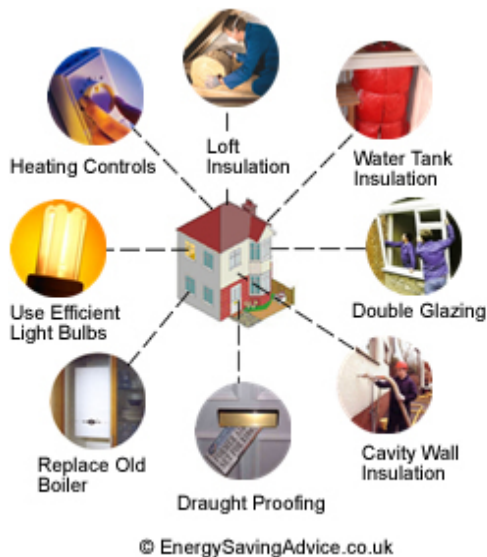 Loft
Insulation
Heating Controls
Water Tank
Insulation
Use Efficient
Light Bulbs
Double Glazing
Replace Old
Boiler
Cavity Wall
Insulation
Draught Proofing
© EnergySavingAdvice.co.uk